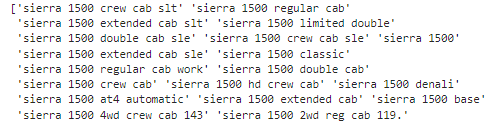 ['sierra 1500 crew cab slt' 'sierra 1500 regular cab'
'sierra 1500 extended cab slt' 'sierra 1500 limited double'
'sierra 1500 double cab sle' 'sierra 1500 crew cab sle' 'sierra 1500'
'sierra 1500 extended cab sle' 'sierra 1500 classic'
'sierra 1500 regular cab work' 'sierra 1500 double cab'
'sierra 1500 crew cab' 'sierra 1500 hd crew cab' 'sierra 1500 denali'
'sierra 1500 at4 automatic' 'sierra 1500 extended cab' 'sierra 1500 base'
'sierra 1500 4wd crew cab 143' 'sierra 1500 2wd reg cab 119.'